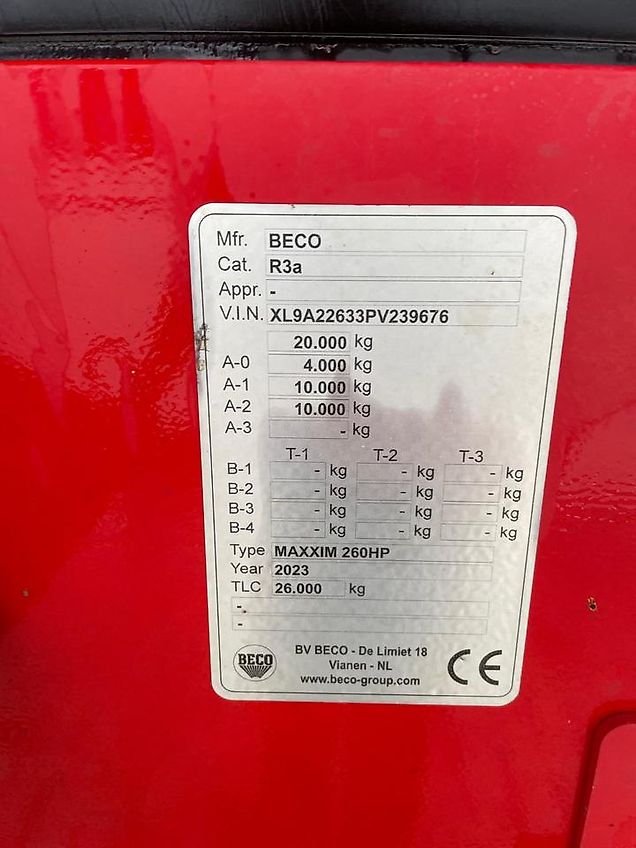 Mfr. BECO
Cat. R3a
Appr. -
V.I.N. XL9A22633PV239676
20.000 kg
A-0 4.000 kg
A-1 10.000 kg
A-2 10.000 kg
A-3 - kg
T-1 T-2 T-3
B-1 - kg - kg - kg
B-2 - kg - kg - kg
B-3 - kg - kg - kg
B-4 - kg - kg - kg
Type MAXXIM 260HP
Year 2023
TLC 26.000 kg
-
-
BECO
BV BECO - De Limiet 18
Vianen - NL
www.beco-group.com
CE